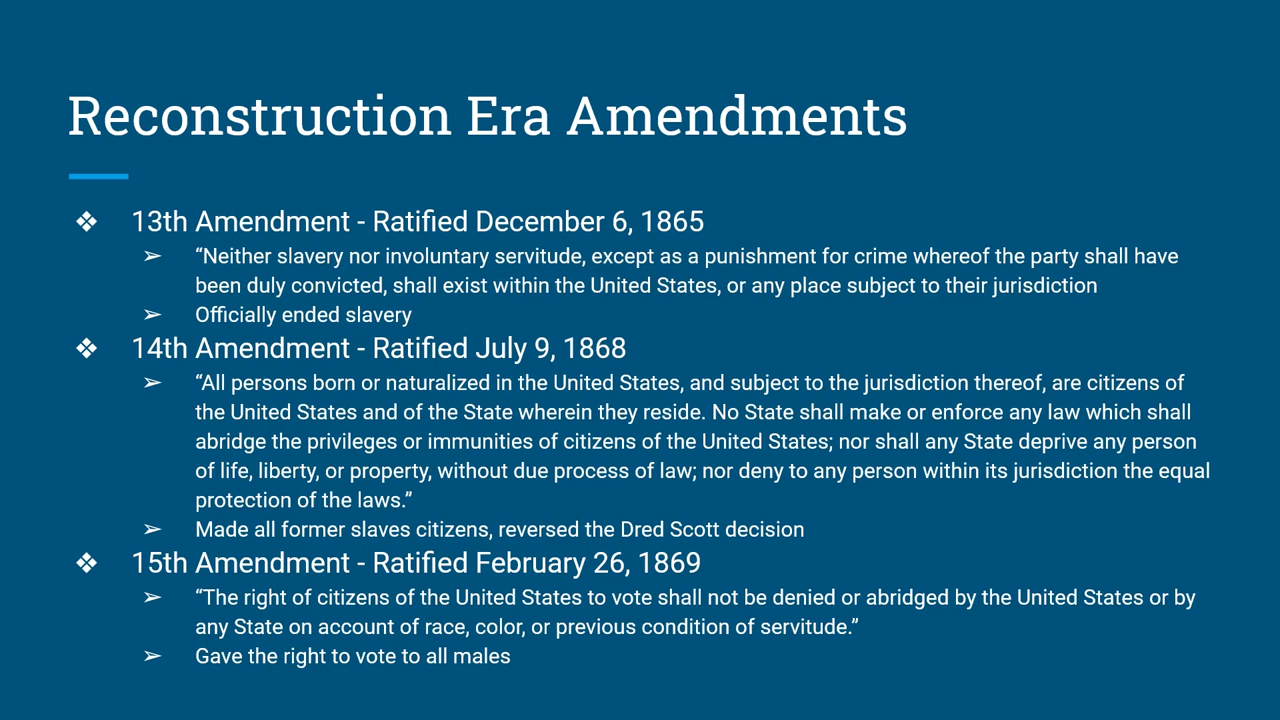 Reconstruction Era Amendments
❖ 13th Amendment - Ratified December 6, 1865
➢ “Neither slavery nor involuntary servitude, except as a punishment for crime whereof the party shall have
been duly convicted, shall exist within the United States, or any place subject to their jurisdiction
➢ Officially ended slavery
❖ 14th Amendment - Ratified July 9, 1868
➢ “All persons born or naturalized in the United States, and subject to the jurisdiction thereof, are citizens of
the United States and of the State wherein they reside. No State shall make or enforce any law which shall
abridge the privileges or immunities of citizens of the United States; nor shall any State deprive any person
of life, liberty, or property, without due process of law; nor deny to any person within its jurisdiction the equal
protection of the laws.”
➢ Made all former slaves citizens, reversed the Dred Scott decision
❖ 15th Amendment - Ratified February 26, 1869
➢ “The right of citizens of the United States to vote shall not be denied or abridged by the United States or by
any State on account of race, color, or previous condition of servitude.”
➢ Gave the right to vote to all males